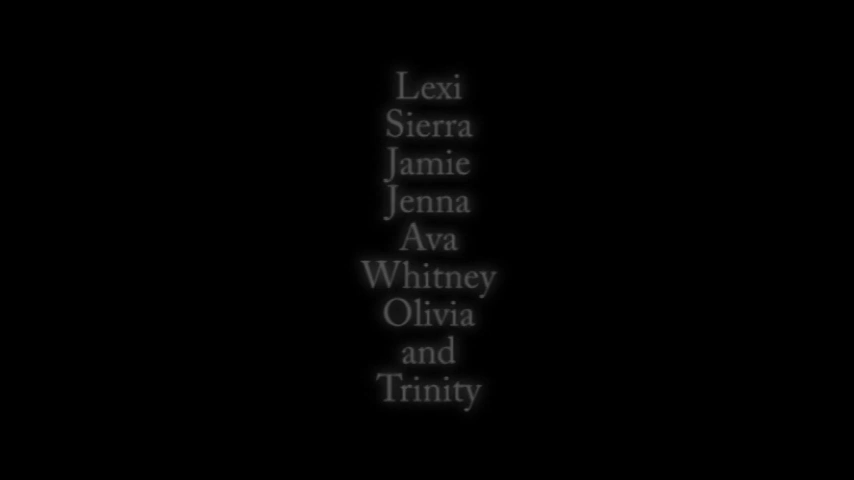 Lexi
Sierra
Jamie
Jenna
Ava
Whitney
Olivia
and
Trinity